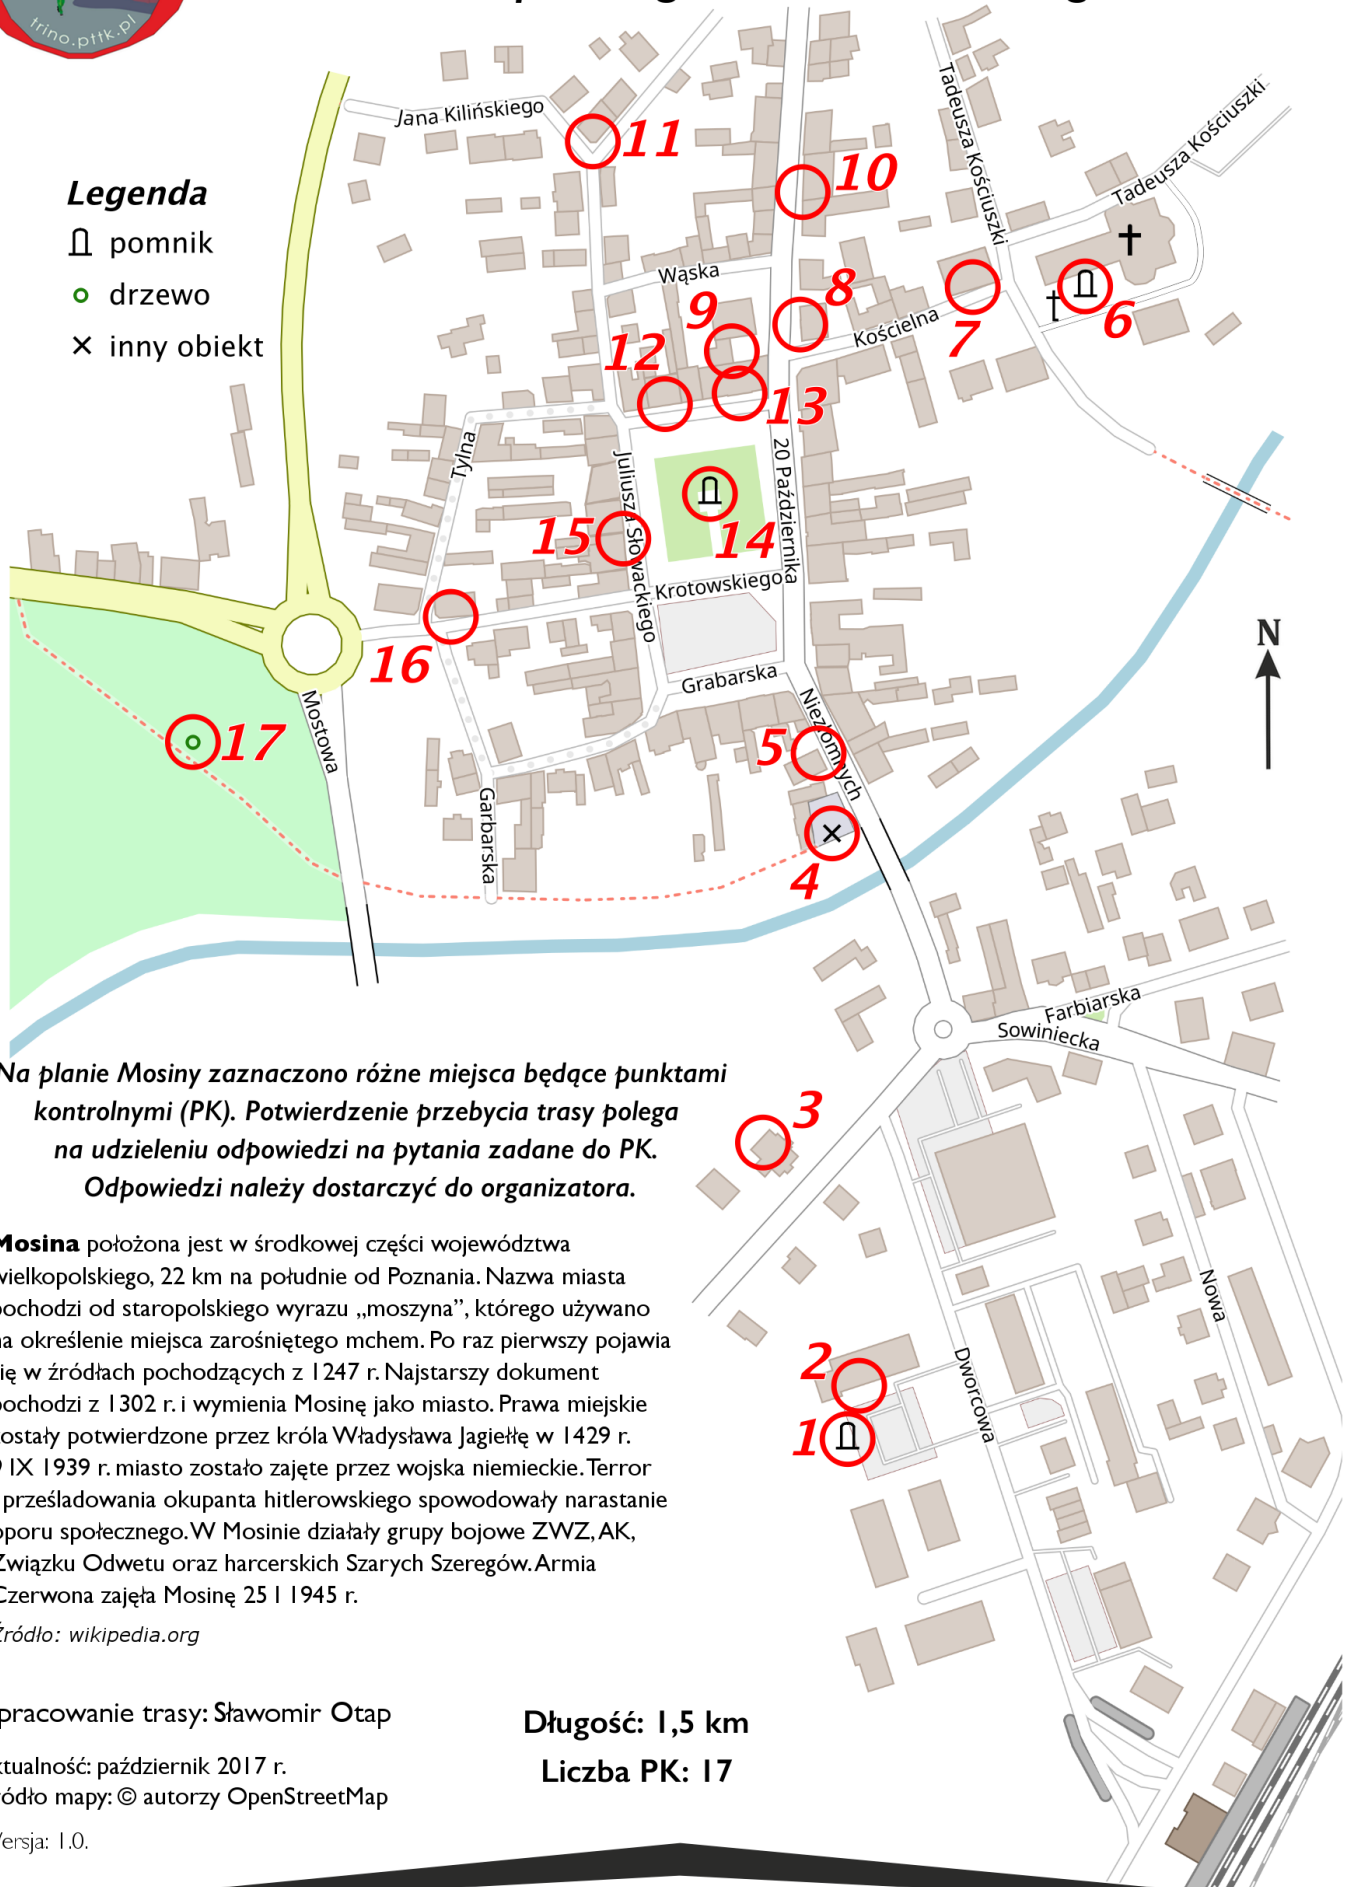 trino.pttk.pl
Legenda
pomnik
drzewo
inny obiekt
Jana Kilińskiego
11
10
Tadeusza Kościuszki
Tadeusza Kościuszki
Wąska
9
8
Kościelna
7
6
12
13
Tylna
Juliusza Słowackiego
20 Października
15
14
Krotowskiego
16
Grabarska
N
Mostowa
17
Niezłomnych
5
Garbarska
4
Farbiarska
Sowiniecka
Na planie Mosiny zaznaczono różne miejsca będące punktami
kontrolnymi (PK). Potwierdzenie przebycia trasy polega
na udzieleniu odpowiedzi na pytania zadane do PK.
Odpowiedzi należy dostarczyć do organizatora.
3
Mosina położona jest w środkowej części województwa
wielkopolskiego, 22 km na południe od Poznania. Nazwa miasta
pochodzi od staropolskiego wyrazu „moszyna”, którego używano
na określenie miejsca zarośniętego mchem. Po raz pierwszy pojawia
się w źródłach pochodzących z 1247 r. Najstarszy dokument
pochodzi z 1302 r. i wymienia Mosinę jako miasto. Prawa miejskie
zostały potwierdzone przez króla Władysława Jagiełłę w 1429 r.
9 IX 1939 r. miasto zostało zajęte przez wojska niemieckie. Terror
i prześladowania okupanta hitlerowskiego spowodowały narastanie
oporu społecznego. W Mosinie działały grupy bojowe ZWZ, AK,
Związku Odwetu oraz harcerskich Szarych Szeregów. Armia
Czerwona zajęła Mosinę 25 I 1945 r.
Źródło: wikipedia.org
Nowa
2
1
Dworcowa
pracowanie trasy: Sławomir Otap
Długość: 1,5 km
Liczba PK: 17
ktualność: październik 2017 r.
ródło mapy: © autorzy OpenStreetMap
ersja: 1.0.